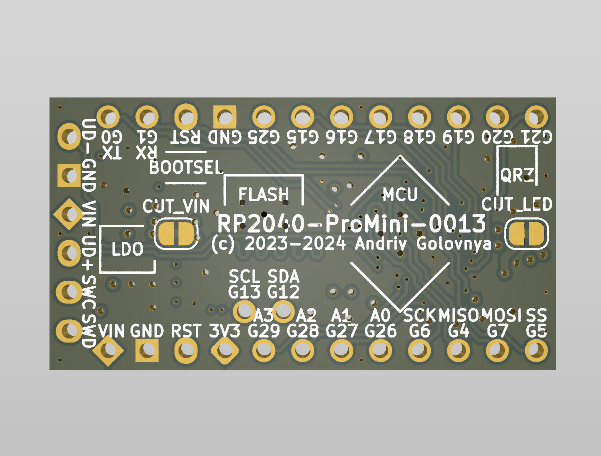 G0 G1 RST GND G25 G15 G16 G17 G18 G19 G20 G21
TX RX
BOOTSEL
UD- GND VIN UD+ SWC SWD
FLASH
MCU
QR3
CUT_VIN
CUT_LED
RP2040-ProMini-0013
(c) 2023-2024 Andriy Golovnya
LDO
SCL SDA
G13 G12
A3 A2 A1 A0 SCK MISO MOSI SS
VIN GND RST 3V3 G29 G28 G27 G26 G6 G4 G7 G5